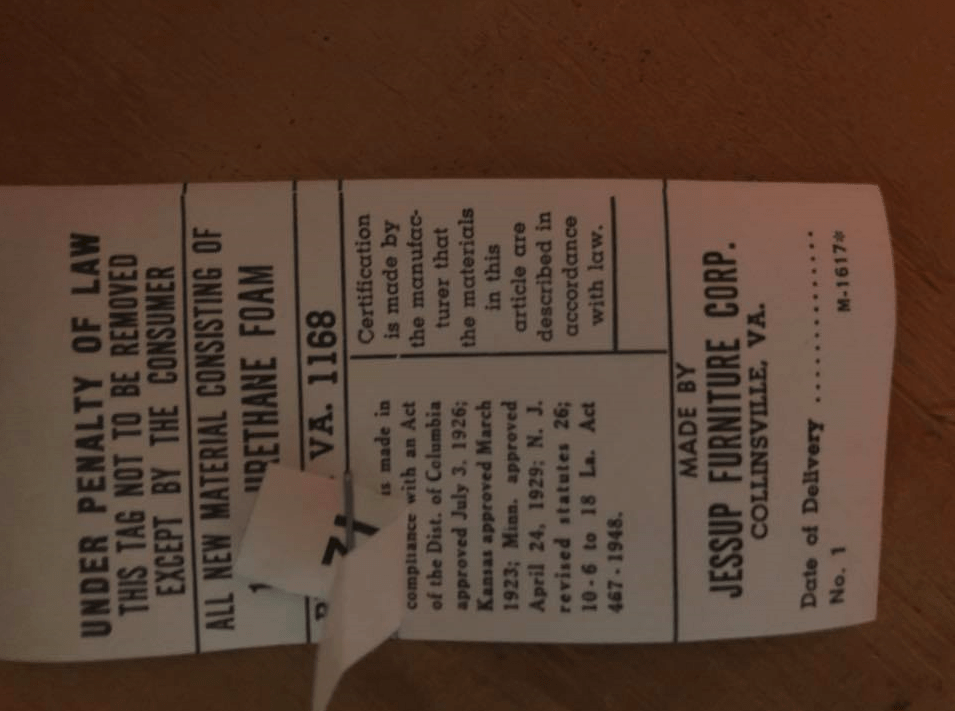 UNDER PENALTY OF LAW
THIS TAG NOT TO BE REMOVED
EXCEPT BY THE CONSUMER
ALL NEW MATERIAL CONSISTING OF
URETHANE FOAM
VA. 1168
is made in
compliance with an Act
of the Dist. of Columbia
approved July 3, 1926;
Kansas approved March
1923; Minn. approved
April 24, 1929; N. J.
revised statutes 26;
10-6 to 18 La. Act
467-1948.
Certification
is made by
the manufac-
turer that
the materials
in this
article are
described in
accordance
with law.
MADE BY
JESSUP FURNITURE CORP.
COLLINSVILLE, VA.
Date of Delivery ..............
No. 1 M-1617*